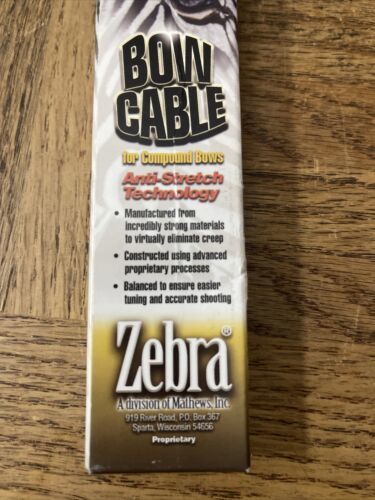 BOW
CABLE
for Compound Bows
Anti-Stretch
Technology
• Manufactured from
incredibly strong materials
to virtually eliminate creep
• Constructed using advanced
proprietary processes
• Balanced to ensure easier
tuning and accurate shooting
Zebra®
A division of Mathews, Inc.
919 River Road, P.O. Box 367
Sparta, Wisconsin 54656
Proprietary